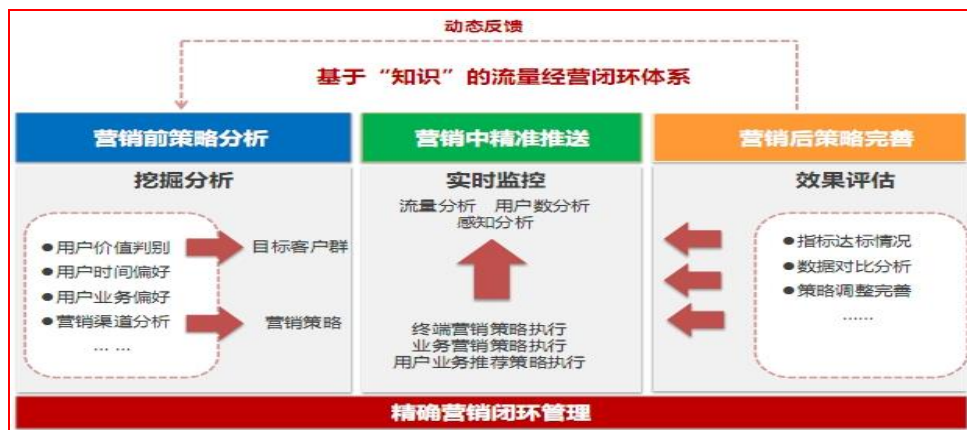 动态反馈
基于“知识”的流量经营闭环体系
营销前策略分析
挖掘分析
●用户价值判别
●用户时间偏好
●用户业务偏好
●营销渠道分析
... ...
目标客户群
营销策略
营销中精准推送
实时监控
流量分析 用户数分析
感知分析
终端营销策略执行
业务营销策略执行
用户业务推荐策略执行
营销后策略完善
效果评估
●指标达标情况
●数据对比分析
●策略调整完善
......
精确营销闭环管理